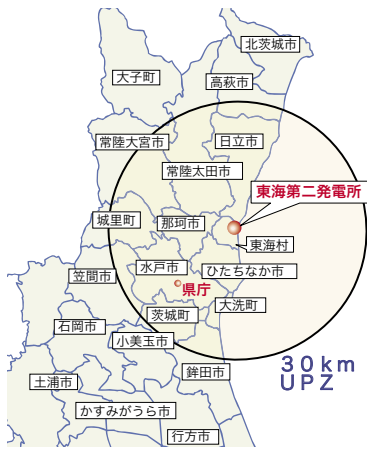 北茨城市
大子町
高萩市
常陸大宮市
日立市
常陸太田市
東海第二発電所
城里町
那珂市
東海村
水戸市
ひたちなか市
笠間市
県庁
大洗町
茨城町
石岡市
小美玉市
30km
UPZ
鉾田市
土浦市
かすみがうら市
行方市